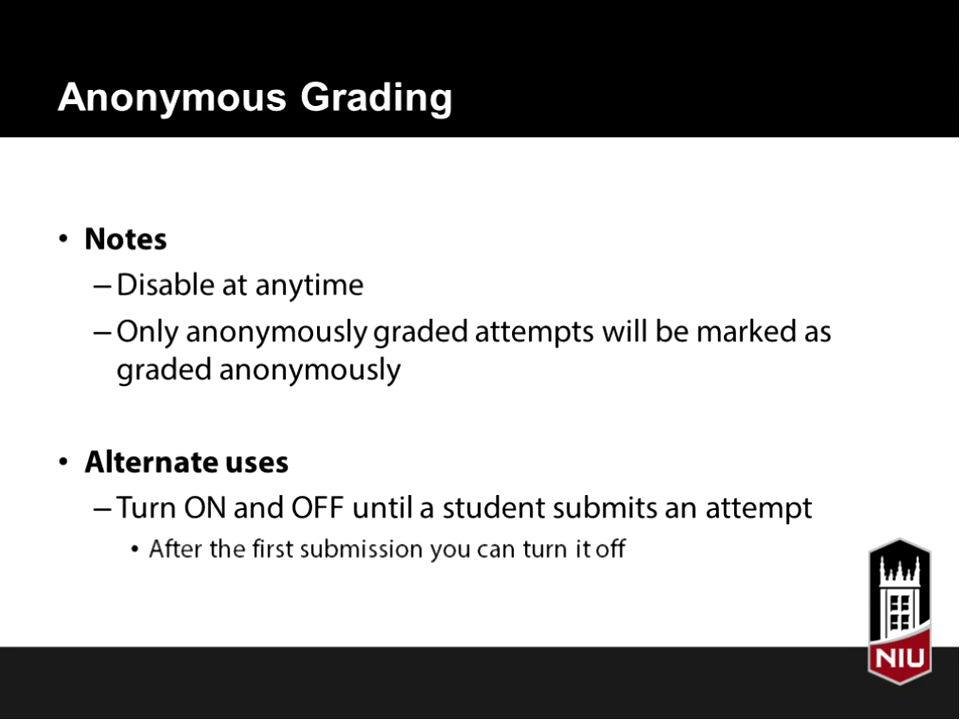 Anonymous Grading
• Notes
– Disable at anytime
– Only anonymously graded attempts will be marked as
graded anonymously
• Alternate uses
– Turn ON and OFF until a student submits an attempt
• After the first submission you can turn it off
NIU